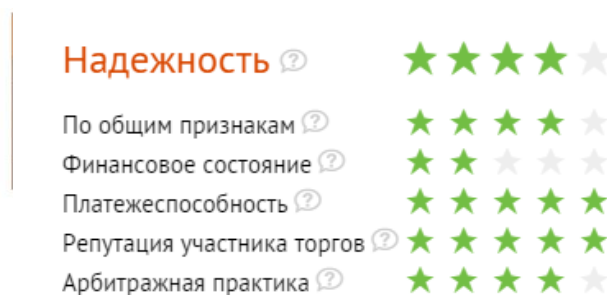 Надежность
По общим признакам
Финансовое состояние
Платежеспособность
Репутация участника торгов
Арбитражная практика